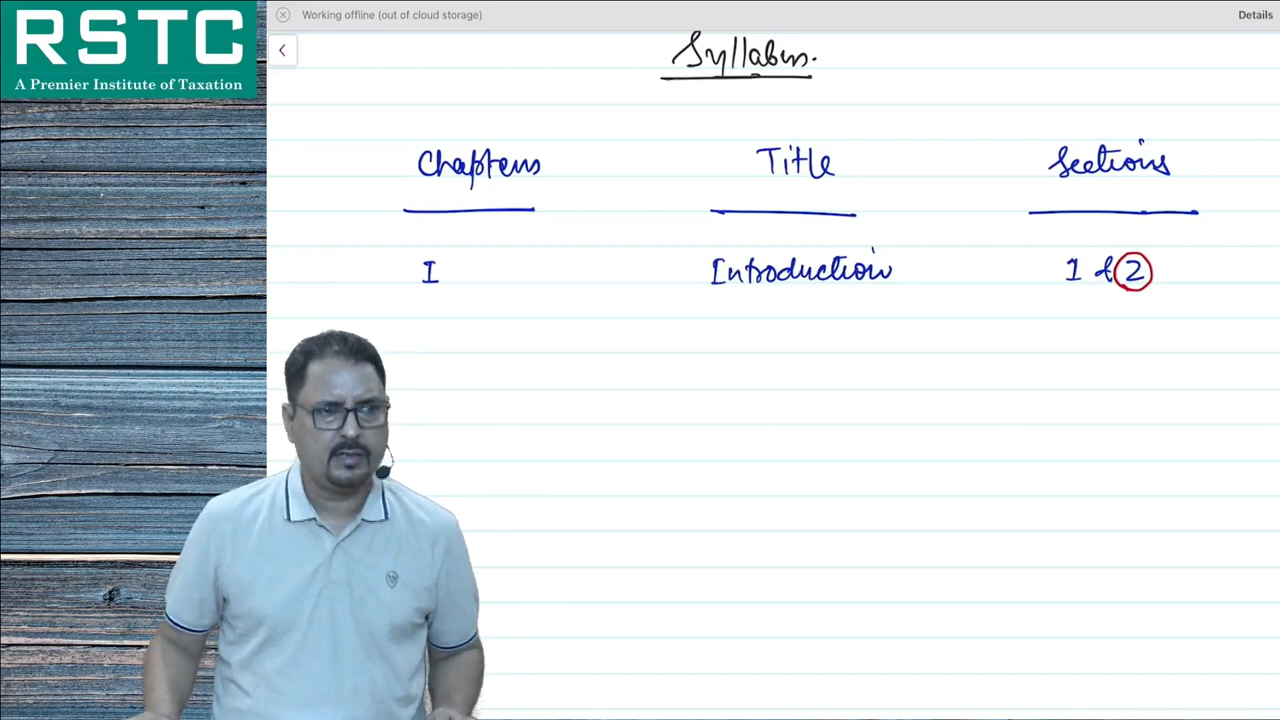 RSTC
A Premier Institute of Taxation
Working offline (out of cloud storage)
Details
Syllabus.
Chapters Title Sections
I Introduction 1 & 2